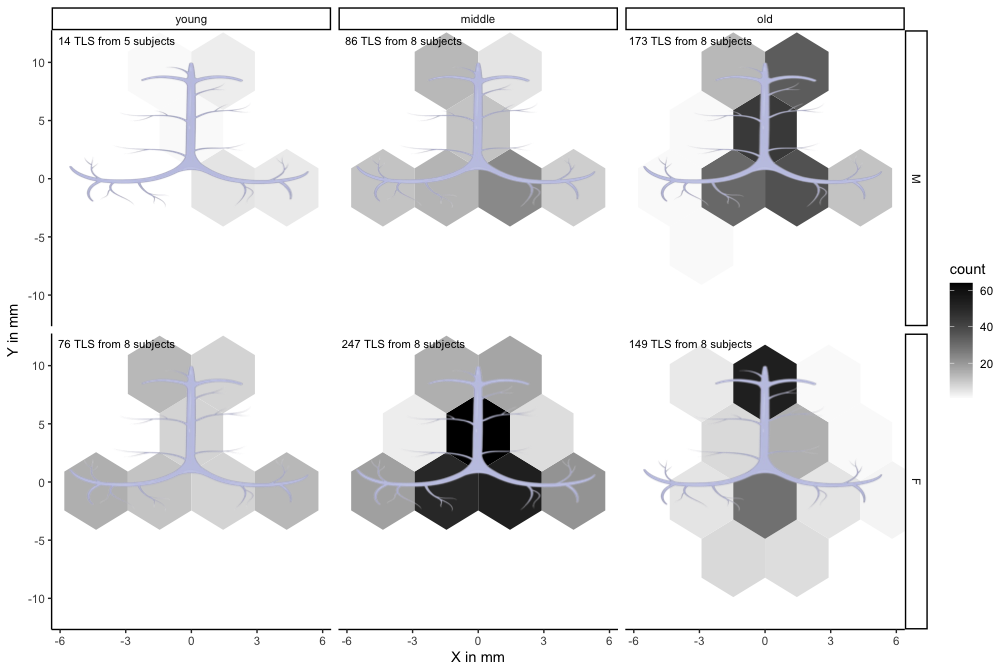 young
middle
old
14 TLS from 5 subjects
86 TLS from 8 subjects
173 TLS from 8 subjects
10
5
0
-5
-10
M
76 TLS from 8 subjects
247 TLS from 8 subjects
149 TLS from 8 subjects
10
5
0
-5
-10
F
Y in mm
-6 -3 0 3 6
-6 -3 0 3 6
-6 -3 0 3 6
X in mm
count
60
40
20